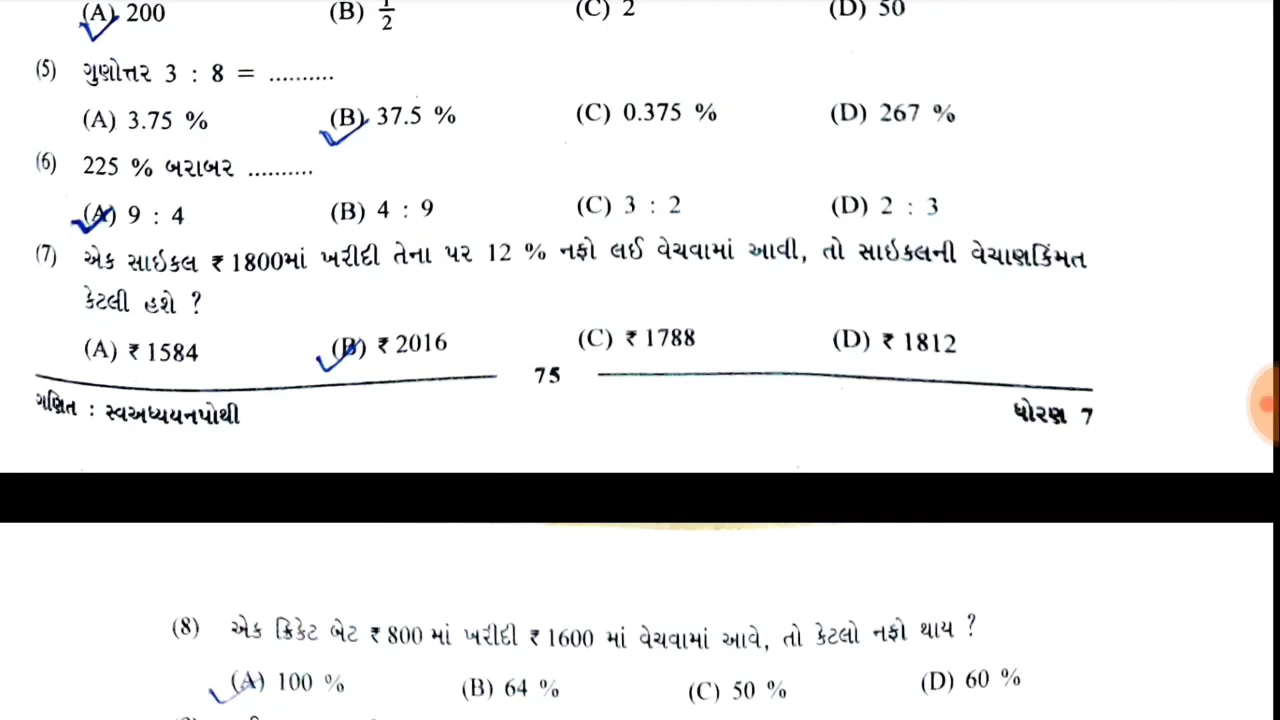 (A) 200 (B) 1/2 (C) 2 (D) 50
(5) ગુણોત્તર 3 : 8 = ..........
(A) 3.75 % (B) 37.5 % (C) 0.375 % (D) 267 %
(6) 225 % બરાબર ..........
(A) 9 : 4 (B) 4 : 9 (C) 3 : 2 (D) 2 : 3
(7) એક સાઇકલ ₹ 1800માં ખરીદી તેના પર 12 % નફો લઈ વેચવામાં આવી, તો સાઇકલની વેચાણકિંમત
કેટલી હશે ?
(A) ₹ 1584 (B) ₹ 2016 (C) ₹ 1788 (D) ₹ 1812
75
ગણિત : સ્વઅધ્યયનપોથી ધોરણ 7
(8) એક ક્રિકેટ બેટ ₹ 800 માં ખરીદી ₹ 1600 માં વેચવામાં આવે, તો કેટલો નફો થાય ?
(A) 100 % (B) 64 % (C) 50 % (D) 60 %